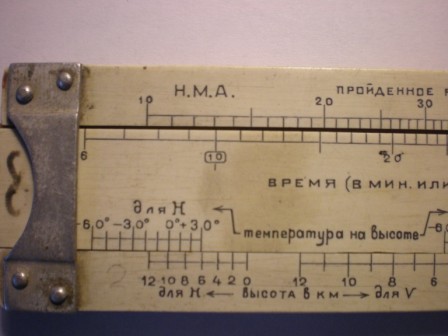 Н.М.А.
ПРОЙДЕННОЕ
10 20 30
6 10 20
ВРЕМЯ (В МИН. ИЛИ
для H
-6,0° -3,0° 0° +3,0°
температура на высоте
12 10 8 6 4 2 0 12 10 8 6
для H ← ВЫСОТА В КМ → для V